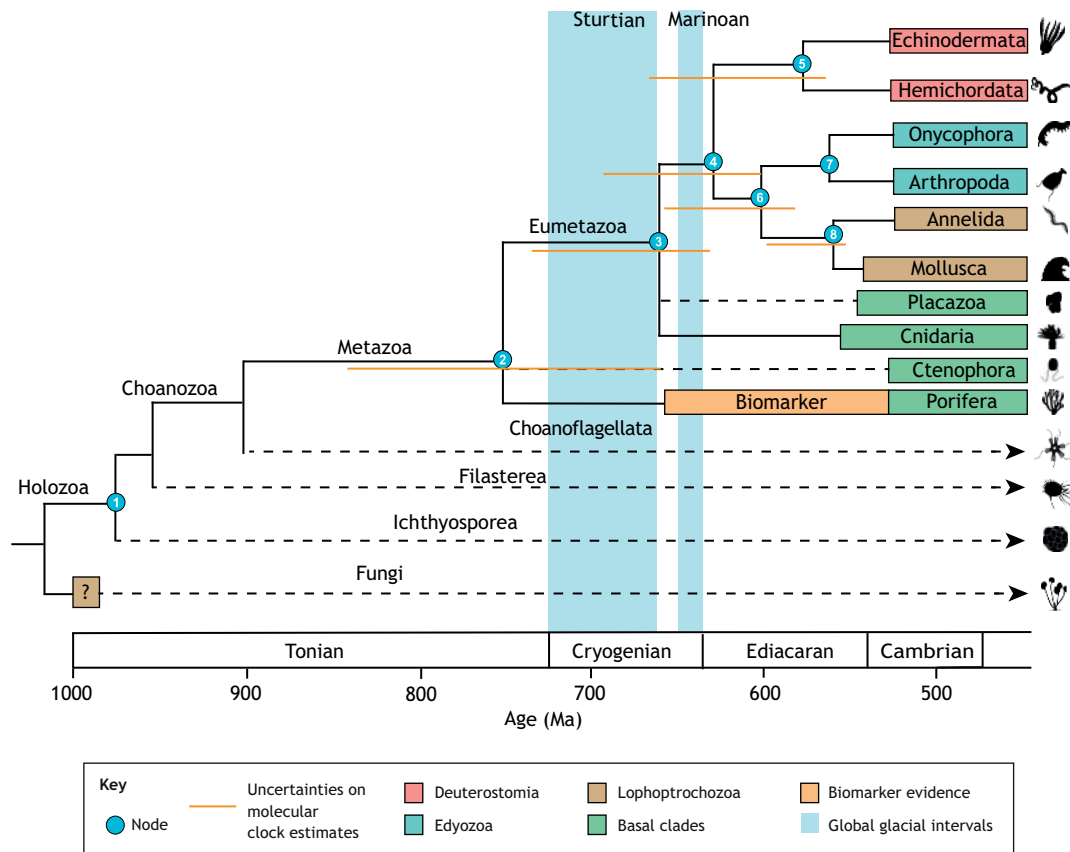 Sturtian
Marinoan
Echinodermata
5
Hemichordata
Onycophora
4
7
Arthropoda
6
Annelida
Eumetazoa
8
3
Mollusca
Placazoa
Cnidaria
Metazoa
2
Ctenophora
Choanozoa
Biomarker
Porifera
Choanoflagellata
Filasterea
Holozoa
1
Ichthyosporea
Fungi
?
Tonian
Cryogenian
Ediacaran
Cambrian
1000
900
800
700
600
500
Age (Ma)
Key
Node
Uncertainties on
molecular
clock estimates
Deuterostomia
Edyozoa
Lophoptrochozoa
Basal clades
Biomarker evidence
Global glacial intervals